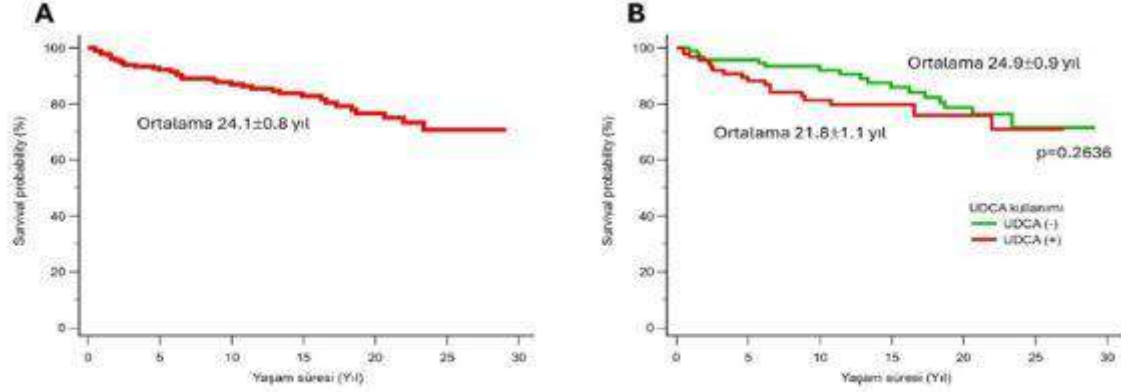 A
Survival probability (%)
100
80
60
40
20
0
Ortalama 24.1±0.8 yıl
0 5 10 15 20 25 30
Yaşam süresi (Yıl)
B
Survival probability (%)
100
80
60
40
20
0
Ortalama 24.9±0.9 yıl
Ortalama 21.8±1.1 yıl
p=0.2636
UDCA kullanımı
UDCA (-)
UDCA (+)
0 5 10 15 20 25 30
Yaşam süresi (Yıl)